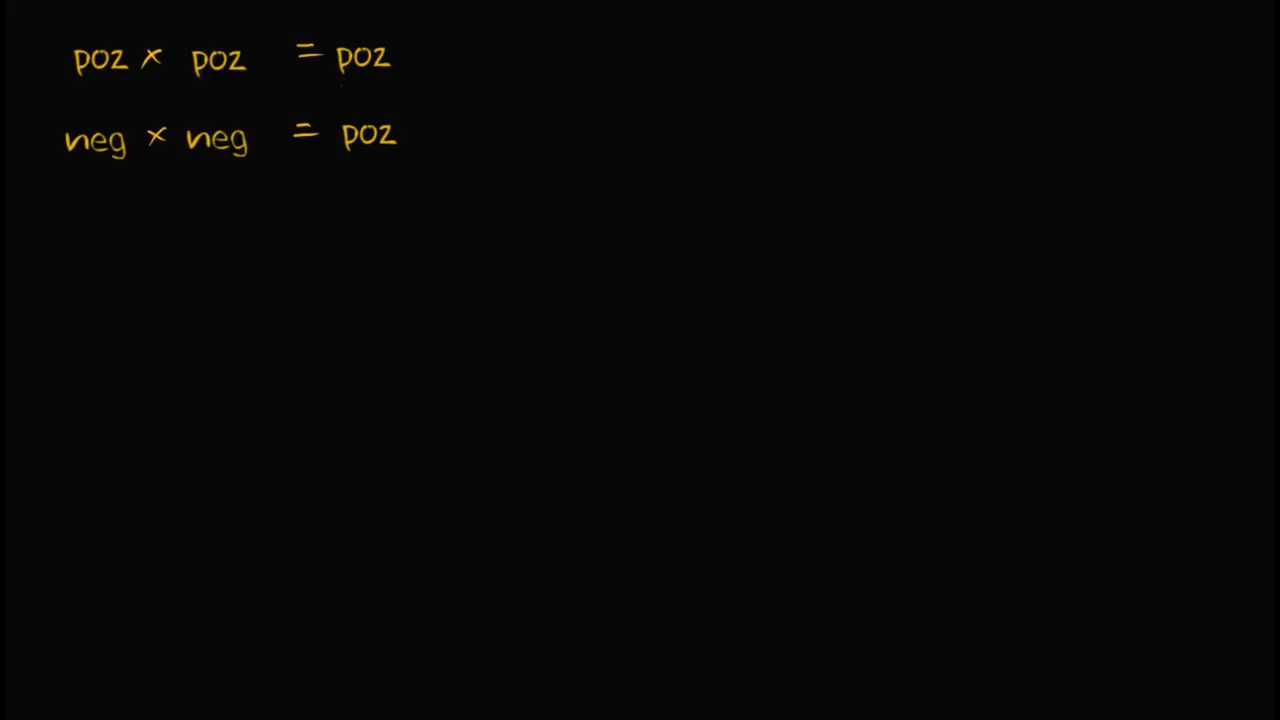 poz × poz = poz
neg × neg = poz